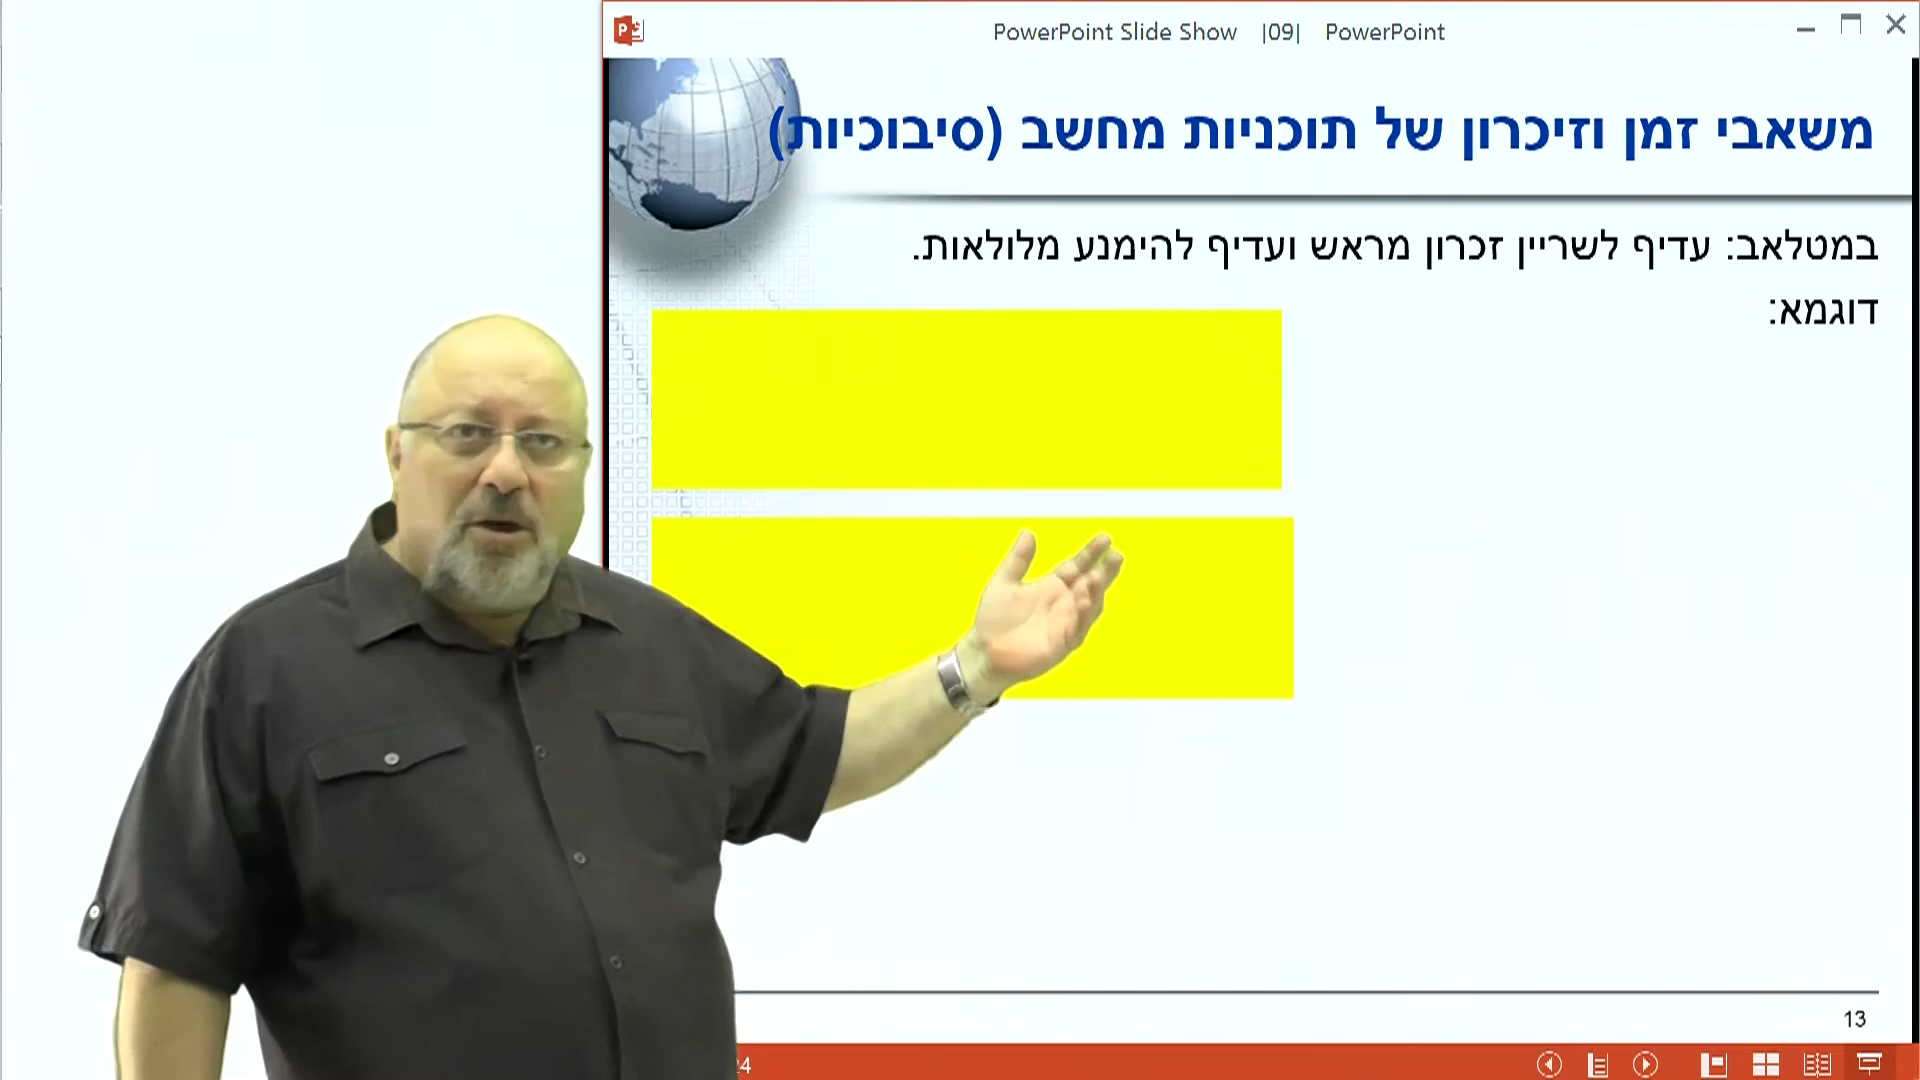 PowerPoint Slide Show |09| PowerPoint
משאבי זמן וזיכרון של תוכניות מחשב (סיבוכיות)
במטלאב: עדיף לשריין זכרון מראש ועדיף להימנע מלולאות.
דוגמא:
13